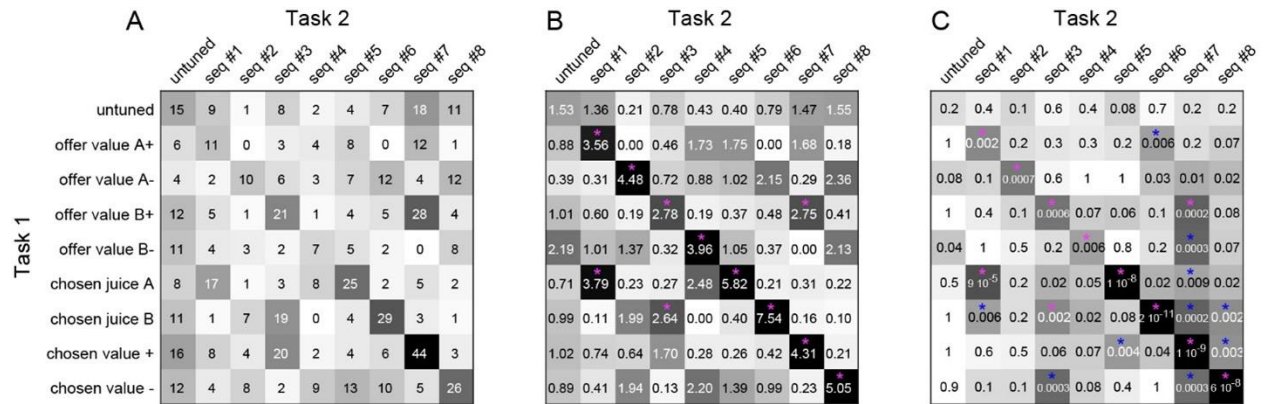 A Task 2 B Task 2 C Task 2
untuned seq #1 seq #2 seq #3 seq #4 seq #5 seq #6 seq #7 seq #8 untuned seq #1 seq #2 seq #3 seq #4 seq #5 seq #6 seq #7 seq #8 untuned seq #1 seq #2 seq #3 seq #4 seq #5 seq #6 seq #7 seq #8
Task 1
untuned 15 9 1 8 2 4 7 18 11 1.53 1.36 0.21 0.78 0.43 0.40 0.79 1.47 1.55 0.2 0.4 0.1 0.6 0.4 0.08 0.7 0.2 0.2
offer value A+ 6 11 0 3 4 8 0 12 1 0.88 *3.56 0.00 0.46 1.73 1.75 0.00 1.68 0.18 1 *0.002 0.2 0.3 0.2 0.2 *0.006 0.2 0.07
offer value A- 4 2 10 6 3 7 12 4 12 0.39 0.31 *4.48 0.72 0.88 1.02 2.15 0.29 2.36 0.08 0.1 *0.0007 0.6 1 1 0.03 0.01 0.02
offer value B+ 12 5 1 21 1 4 5 28 4 1.01 0.60 0.19 *2.78 0.19 0.37 0.48 *2.75 0.41 1 0.4 0.1 *0.0006 0.07 0.06 0.1 *0.0002 0.08
offer value B- 11 4 3 2 7 5 2 0 8 2.19 1.01 1.37 0.32 *3.96 1.05 0.37 0.00 2.13 0.04 1 0.5 0.2 *0.006 0.8 0.2 *0.0003 0.07
chosen juice A 8 17 1 3 8 25 2 5 2 0.71 *3.79 0.23 0.27 2.48 *5.82 0.21 0.31 0.22 0.5 *9 10⁻⁵ 0.2 0.02 0.05 *1 10⁻⁸ 0.02 *0.009 0.02
chosen juice B 11 1 7 19 0 4 29 3 1 0.99 0.11 1.99 *2.64 0.00 0.40 *7.54 0.16 0.10 1 *0.006 0.2 *0.002 0.02 0.08 *2 10⁻¹¹ *0.0002 *0.002
chosen value + 16 8 4 20 2 4 6 44 3 1.02 0.74 0.64 1.70 0.28 0.26 0.42 *4.31 0.21 1 0.6 0.5 0.06 0.07 *0.004 0.04 *1 10⁻⁹ *0.003
chosen value - 12 4 8 2 9 13 10 5 26 0.89 0.41 1.94 0.13 2.20 1.39 0.99 0.23 *5.05 0.9 0.1 0.1 *0.0003 0.08 0.4 1 *0.0003 *6 10⁻⁸